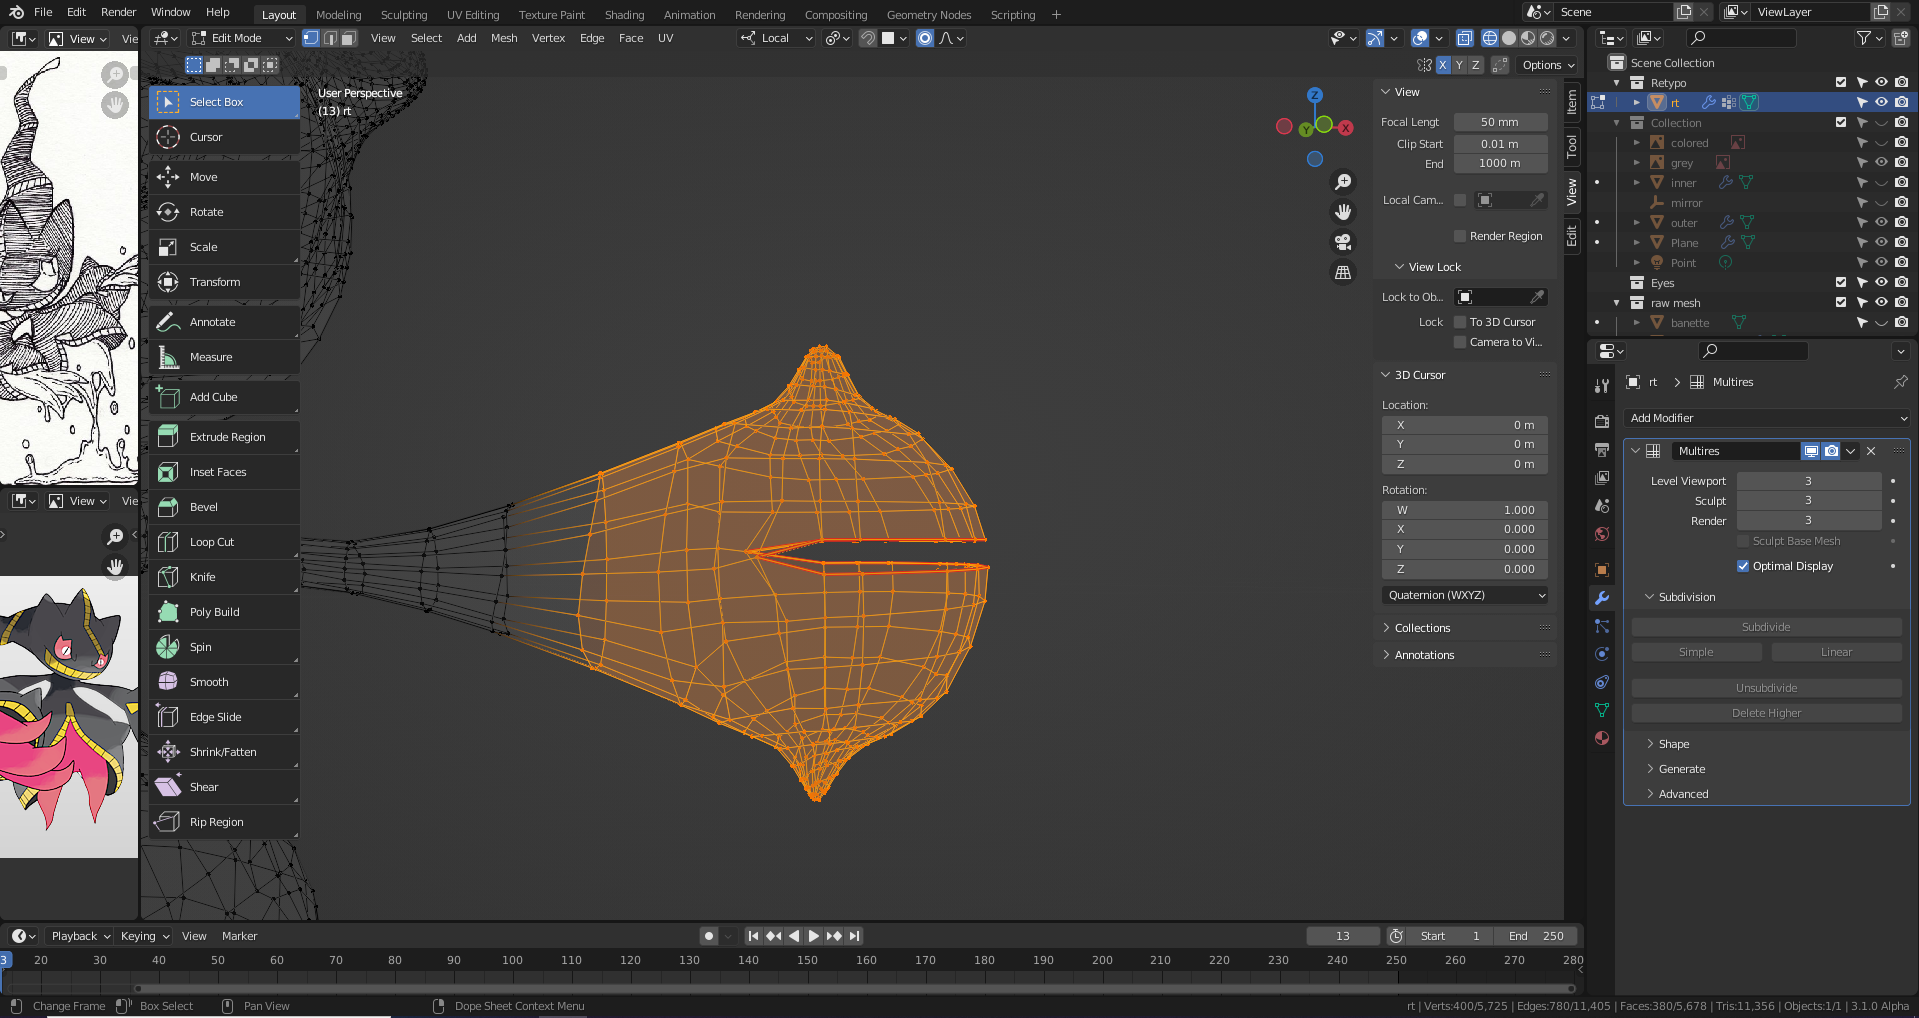 File Edit Render Window Help
Layout Modeling Sculpting UV Editing Texture Paint Shading Animation Rendering Compositing Geometry Nodes Scripting +
Scene
ViewLayer
View Vie
Edit Mode
View Select Add Mesh Vertex Edge Face UV
Local
X Y Z
Options
User Perspective
(13) rt
Select Box
Cursor
Move
Rotate
Scale
Transform
Annotate
Measure
Add Cube
Extrude Region
Inset Faces
Bevel
Loop Cut
Knife
Poly Build
Spin
Smooth
Edge Slide
Shrink/Fatten
Shear
Rip Region
View Vie
Z
Y
X
View
Focal Lengt 50 mm
Clip Start 0.01 m
End 1000 m
Local Cam...
Render Region
View Lock
Lock to Ob...
Lock To 3D Cursor
Camera to Vi...
3D Cursor
Location:
X 0 m
Y 0 m
Z 0 m
Rotation:
W 1.000
X 0.000
Y 0.000
Z 0.000
Quaternion (WXYZ)
Collections
Annotations
Item
Tool
View
Edit
Scene Collection
Retypo
rt
Collection
colored
grey
inner
mirror
outer
Plane
Point
Eyes
raw mesh
banette
rt Multires
Add Modifier
Multires
Level Viewport 3
Sculpt 3
Render 3
Sculpt Base Mesh
Optimal Display
Subdivision
Subdivide
Simple Linear
Unsubdivide
Delete Higher
Shape
Generate
Advanced
Playback Keying View Marker
13 Start 1 End 250
3 20 30 40 50 60 70 80 90 100 110 120 130 140 150 160 170 180 190 200 210 220 230 240 250 260 270 280
Change Frame Box Select Pan View Dope Sheet Context Menu
rt | Verts:400/5,725 | Edges:780/11,405 | Faces:380/5,678 | Tris:11,356 | Objects:1/1 | 3.1.0 Alpha